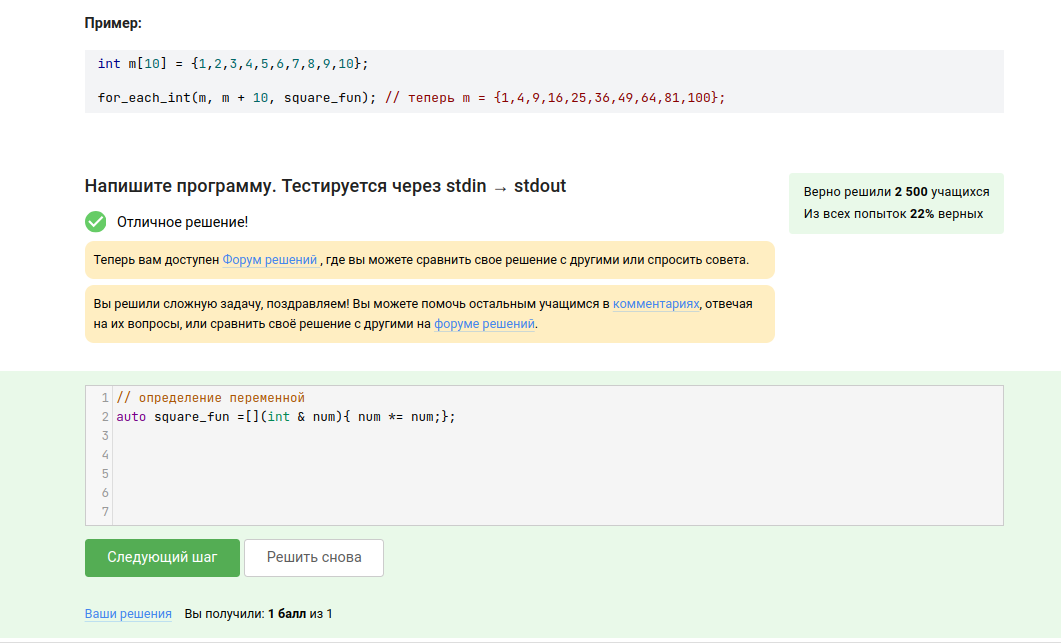 Пример:
int m[10] = {1,2,3,4,5,6,7,8,9,10};
for_each_int(m, m + 10, square_fun); // теперь m = {1,4,9,16,25,36,49,64,81,100};
Напишите программу. Тестируется через stdin → stdout
Верно решили 2 500 учащихся
Из всех попыток 22% верных
Отличное решение!
Теперь вам доступен Форум решений , где вы можете сравнить свое решение с другими или спросить совета.
Вы решили сложную задачу, поздравляем! Вы можете помочь остальным учащимся в комментариях, отвечая
на их вопросы, или сравнить своё решение с другими на форуме решений.
1 // определение переменной
2 auto square_fun =[](int & num){ num *= num;};
3
4
5
6
7
Следующий шаг Решить снова
Ваши решения Вы получили: 1 балл из 1